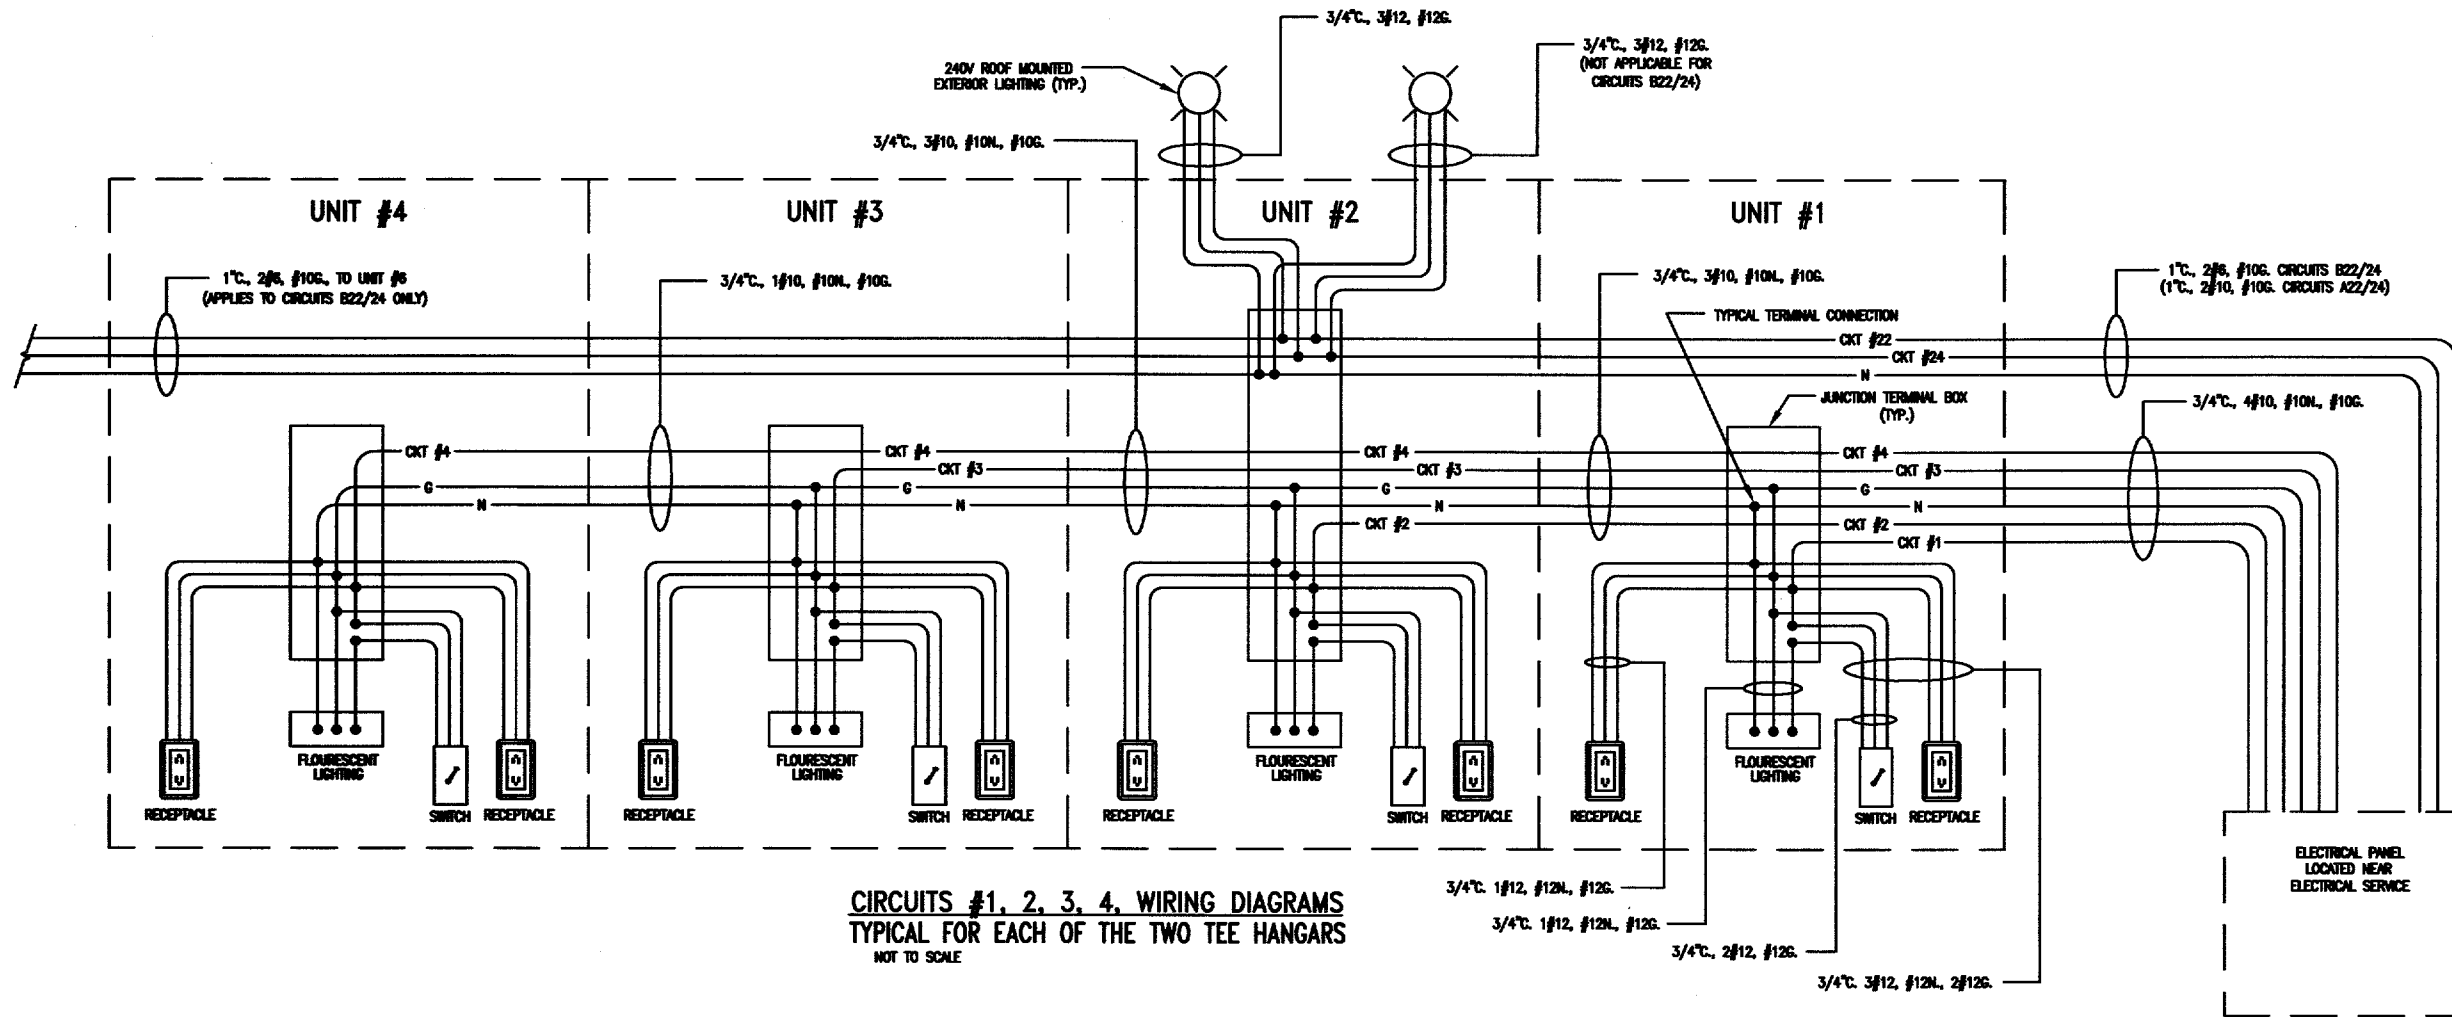 3/4"C., 3#12, #12G.
3/4"C., 3#12, #12G.
(NOT APPLICABLE FOR
CIRCUITS B22/24)
240V ROOF MOUNTED
EXTERIOR LIGHTING (TYP.)
3/4"C., 3#10, #10N., #10G.
UNIT #4
UNIT #3
UNIT #2
UNIT #1
1"C., 2#6, #10G., TO UNIT #6
(APPLIES TO CIRCUITS B22/24 ONLY)
3/4"C., 1#10, #10N., #10G.
3/4"C., 3#10, #10N., #10G.
1"C., 2#6, #10G. CIRCUITS B22/24
(1"C., 2#10, #10G. CIRCUITS A22/24)
TYPICAL TERMINAL CONNECTION
CKT #22
CKT #24
N
JUNCTION TERMINAL BOX
(TYP.)
3/4"C., 4#10, #10N., #10G.
CKT #4
CKT #4
CKT #4
CKT #4
CKT #3
CKT #3
CKT #3
G
G
G
G
N
N
N
N
CKT #2
CKT #2
CKT #1
FLOURESCENT
LIGHTING
FLOURESCENT
LIGHTING
FLOURESCENT
LIGHTING
FLOURESCENT
LIGHTING
RECEPTACLE
SWITCH
RECEPTACLE
RECEPTACLE
SWITCH
RECEPTACLE
RECEPTACLE
SWITCH
RECEPTACLE
RECEPTACLE
SWITCH
RECEPTACLE
ELECTRICAL PANEL
LOCATED NEAR
ELECTRICAL SERVICE
3/4"C. 1#12, #12N., #12G.
3/4"C. 1#12, #12N., #12G.
3/4"C., 2#12, #12G.
3/4"C. 3#12, #12N., 2#12G.
CIRCUITS #1, 2, 3, 4, WIRING DIAGRAMS
TYPICAL FOR EACH OF THE TWO TEE HANGARS
NOT TO SCALE